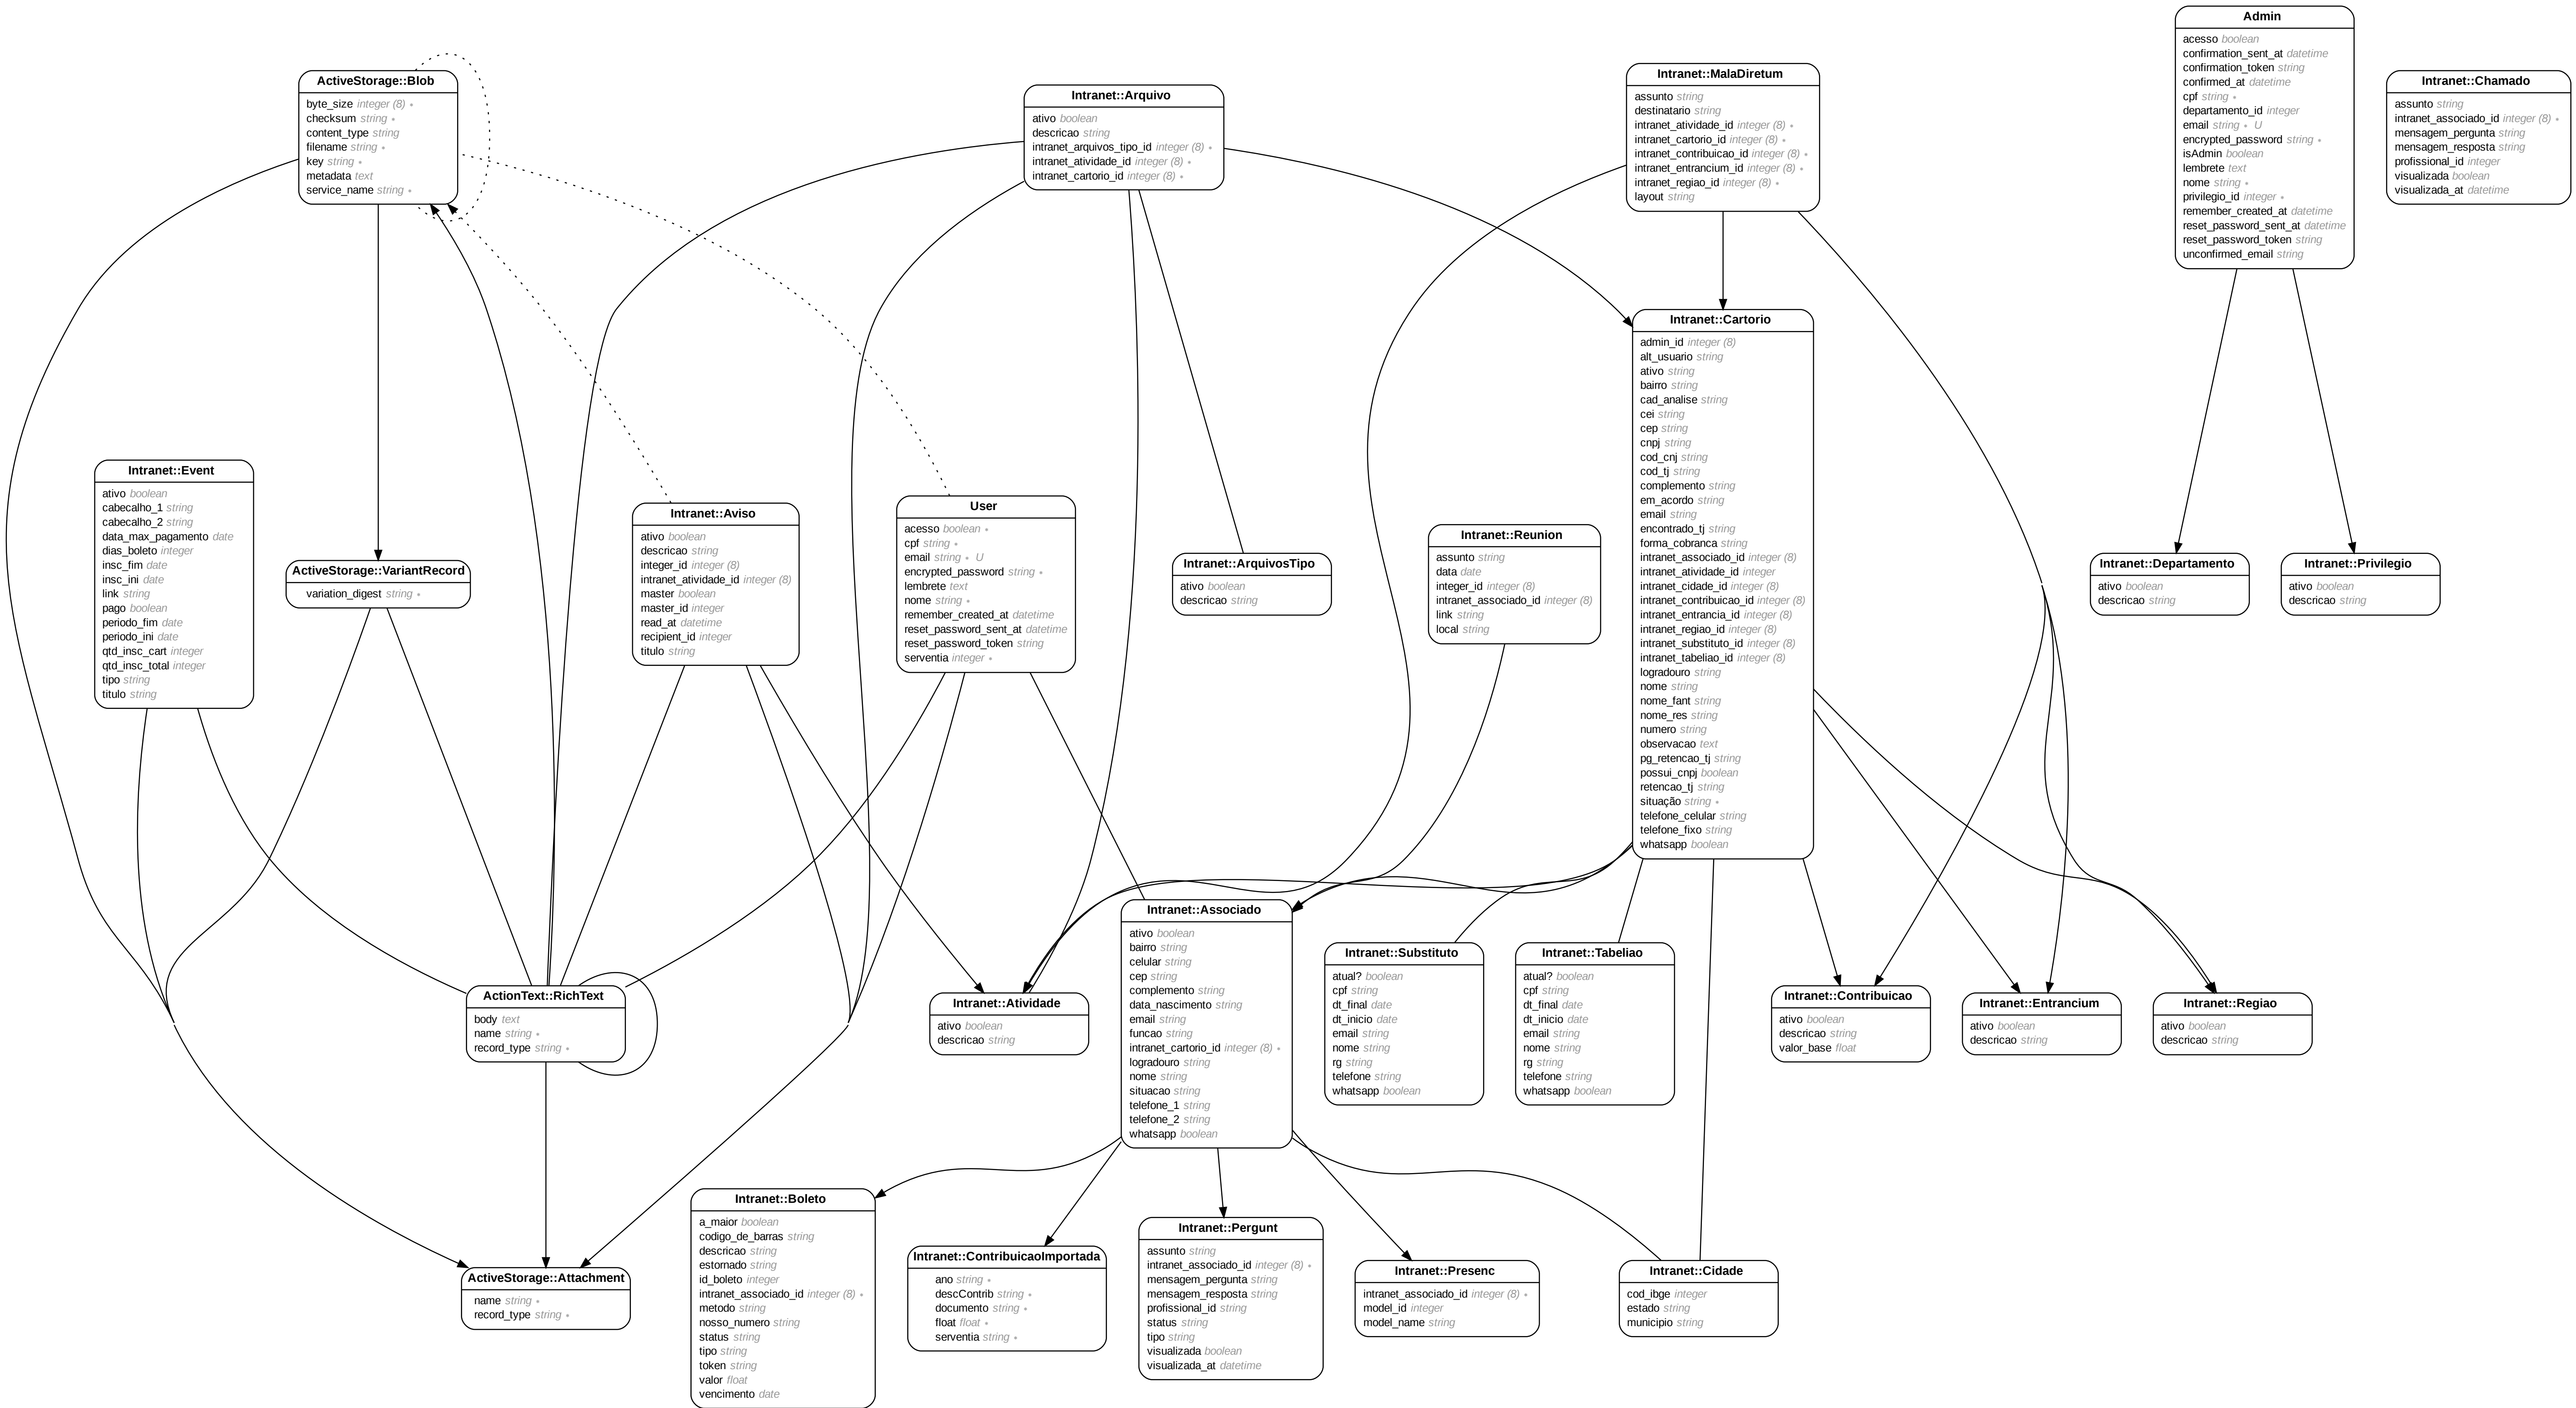 Admin
acesso boolean
confirmation_sent_at datetime
confirmation_token string
confirmed_at datetime
cpf string *
departamento_id integer
email string * U
encrypted_password string *
isAdmin boolean
lembrete text
nome string *
privilegio_id integer *
remember_created_at datetime
reset_password_sent_at datetime
reset_password_token string
unconfirmed_email string
ActiveStorage::Blob
byte_size integer (8) *
checksum string *
content_type string
filename string *
key string *
metadata text
service_name string *
Intranet::Arquivo
ativo boolean
descricao string
intranet_arquivos_tipo_id integer (8) *
intranet_atividade_id integer (8) *
intranet_cartorio_id integer (8) *
Intranet::MalaDiretum
assunto string
destinatario string
intranet_atividade_id integer (8) *
intranet_cartorio_id integer (8) *
intranet_contribuicao_id integer (8) *
intranet_entrancium_id integer (8) *
intranet_regiao_id integer (8) *
layout string
Intranet::Chamado
assunto string
intranet_associado_id integer (8) *
mensagem_pergunta string
mensagem_resposta string
profissional_id integer
visualizada boolean
visualizada_at datetime
Intranet::Cartorio
admin_id integer (8)
alt_usuario string
ativo string
bairro string
cad_analise string
cei string
cep string
cnpj string
cod_cnj string
cod_tj string
complemento string
em_acordo string
email string
encontrado_tj string
forma_cobranca string
intranet_associado_id integer (8)
intranet_atividade_id integer
intranet_cidade_id integer (8)
intranet_contribuicao_id integer (8)
intranet_entrancia_id integer (8)
intranet_regiao_id integer (8)
intranet_substituto_id integer (8)
intranet_tabeliao_id integer (8)
logradouro string
nome string
nome_fant string
nome_res string
numero string
observacao text
pg_retencao_tj string
possui_cnpj boolean
retencao_tj string
situação string *
telefone_celular string
telefone_fixo string
whatsapp boolean
Intranet::Event
ativo boolean
cabecalho_1 string
cabecalho_2 string
data_max_pagamento date
dias_boleto integer
insc_fim date
insc_ini date
link string
pago boolean
periodo_fim date
periodo_ini date
qtd_insc_cart integer
qtd_insc_total integer
tipo string
titulo string
ActiveStorage::VariantRecord
variation_digest string *
Intranet::Aviso
ativo boolean
descricao string
integer_id integer (8)
intranet_atividade_id integer (8)
master boolean
master_id integer
read_at datetime
recipient_id integer
titulo string
User
acesso boolean *
cpf string *
email string * U
encrypted_password string *
lembrete text
nome string *
remember_created_at datetime
reset_password_sent_at datetime
reset_password_token string
serventia integer *
Intranet::ArquivosTipo
ativo boolean
descricao string
Intranet::Reunion
assunto string
data date
integer_id integer (8)
intranet_associado_id integer (8)
link string
local string
Intranet::Departamento
ativo boolean
descricao string
Intranet::Privilegio
ativo boolean
descricao string
ActionText::RichText
body text
name string *
record_type string *
Intranet::Atividade
ativo boolean
descricao string
Intranet::Associado
ativo boolean
bairro string
celular string
cep string
complemento string
data_nascimento string
email string
funcao string
intranet_cartorio_id integer (8) *
logradouro string
nome string
situacao string
telefone_1 string
telefone_2 string
whatsapp boolean
Intranet::Substituto
atual? boolean
cpf string
dt_final date
dt_inicio date
email string
nome string
rg string
telefone string
whatsapp boolean
Intranet::Tabeliao
atual? boolean
cpf string
dt_final date
dt_inicio date
email string
nome string
rg string
telefone string
whatsapp boolean
Intranet::Contribuicao
ativo boolean
descricao string
valor_base float
Intranet::Entrancium
ativo boolean
descricao string
Intranet::Regiao
ativo boolean
descricao string
ActiveStorage::Attachment
name string *
record_type string *
Intranet::Boleto
a_maior boolean
codigo_de_barras string
descricao string
estornado string
id_boleto integer
intranet_associado_id integer (8) *
metodo string
nosso_numero string
status string
tipo string
token string
valor float
vencimento date
Intranet::ContribuicaoImportada
ano string *
descContrib string *
documento string *
float float *
serventia string *
Intranet::Pergunt
assunto string
intranet_associado_id integer (8) *
mensagem_pergunta string
mensagem_resposta string
profissional_id string
status string
tipo string
visualizada boolean
visualizada_at datetime
Intranet::Presenc
intranet_associado_id integer (8) *
model_id integer
model_name string
Intranet::Cidade
cod_ibge integer
estado string
municipio string